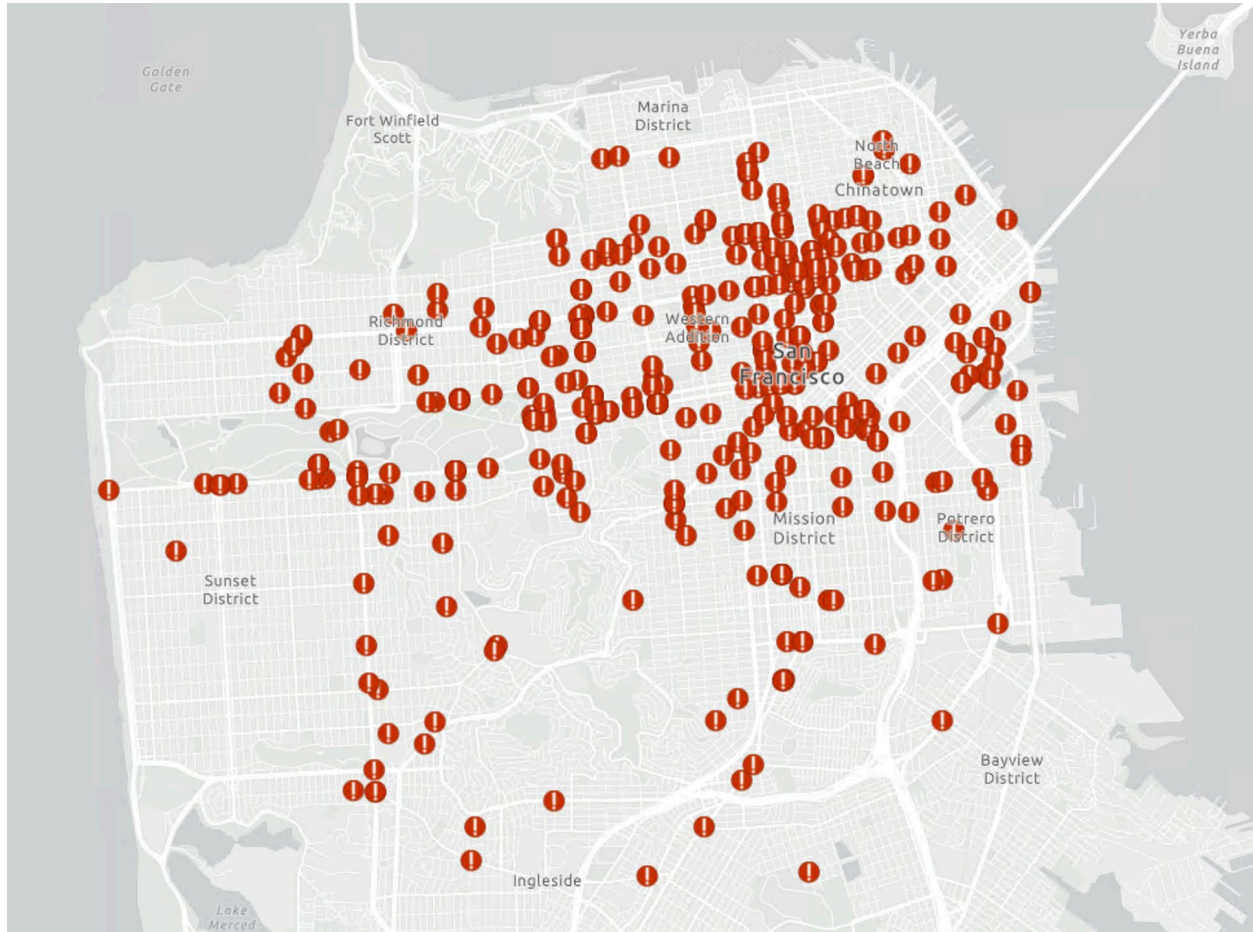 Golden
Gate
Yerba
Buena
Island
Marina
District
Fort Winfield
Scott
North
Beach
Chinatown
Richmond
District
Western
Addition
San
Francisco
Mission
District
Potrero
District
Sunset
District
Bayview
District
Ingleside
Lake
Merced